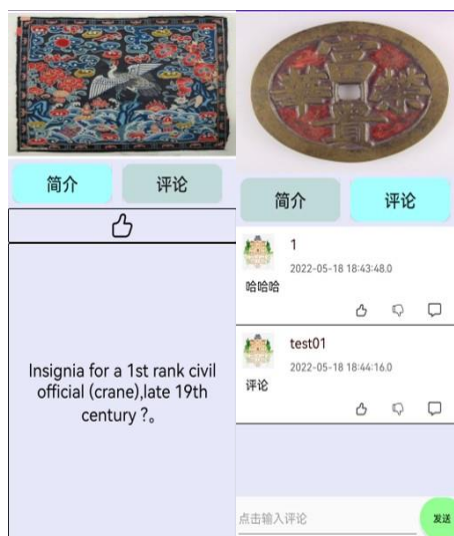 简介
评论
Insignia for a 1st rank civil
official (crane),late 19th
century ?。
富
荣
华
貴
简介
评论
1
2022-05-18 18:43:48.0
哈哈哈
test01
2022-05-18 18:44:16.0
评论
点击输入评论
发送